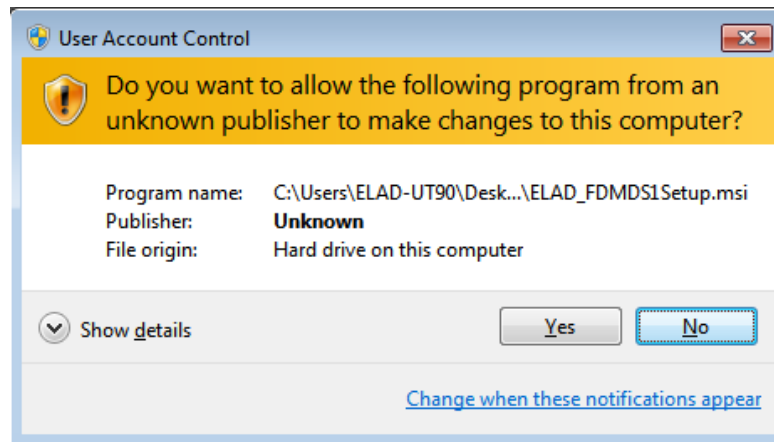 User Account Control
Do you want to allow the following program from an
unknown publisher to make changes to this computer?
Program name: C:\Users\ELAD-UT90\Desk...\ELAD_FDMDS1Setup.msi
Publisher: Unknown
File origin: Hard drive on this computer
Show details Yes No
Change when these notifications appear